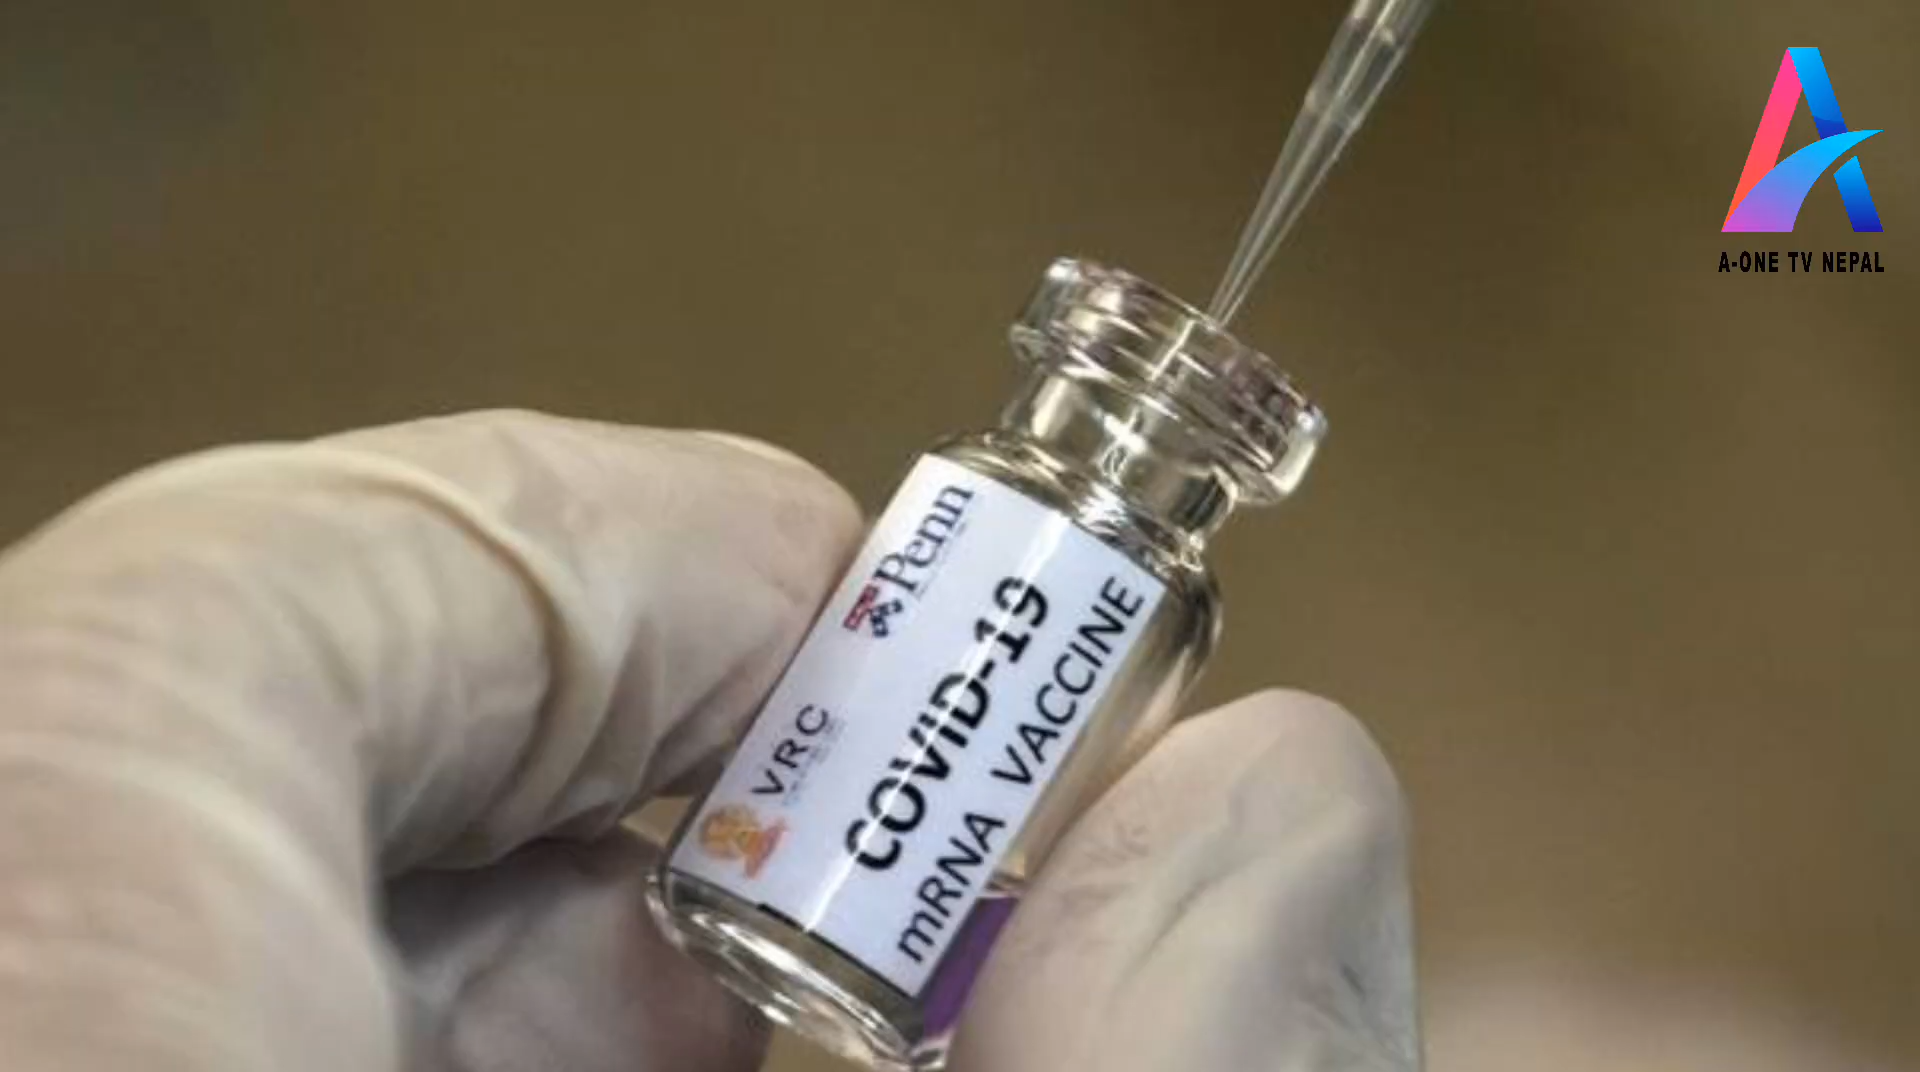 A-ONE TV NEPAL
Penn
VRC
COVID-19
mRNA VACCINE